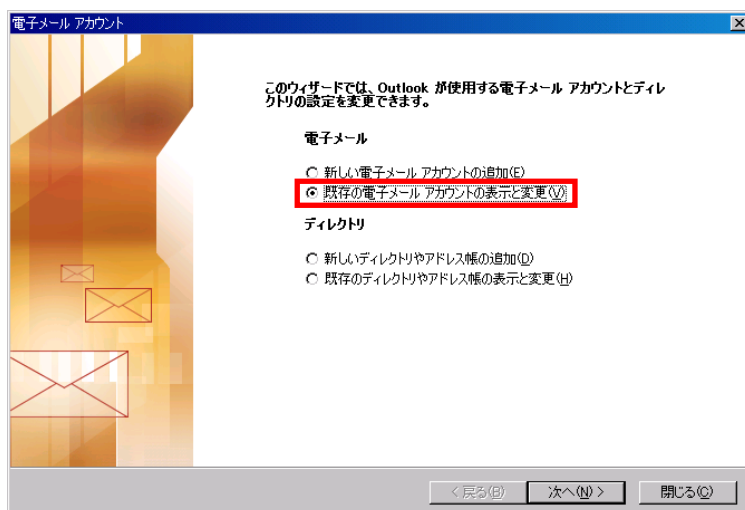 電子メール アカウント
このウィザードでは、Outlook が使用する電子メール アカウントとディレ
クトリの設定を変更できます。
電子メール
新しい電子メール アカウントの追加(E)
既存の電子メール アカウントの表示と変更(V)
ディレクトリ
新しいディレクトリやアドレス帳の追加(D)
既存のディレクトリやアドレス帳の表示と変更(H)
< 戻る(B) 次へ(N) > 閉じる(C)